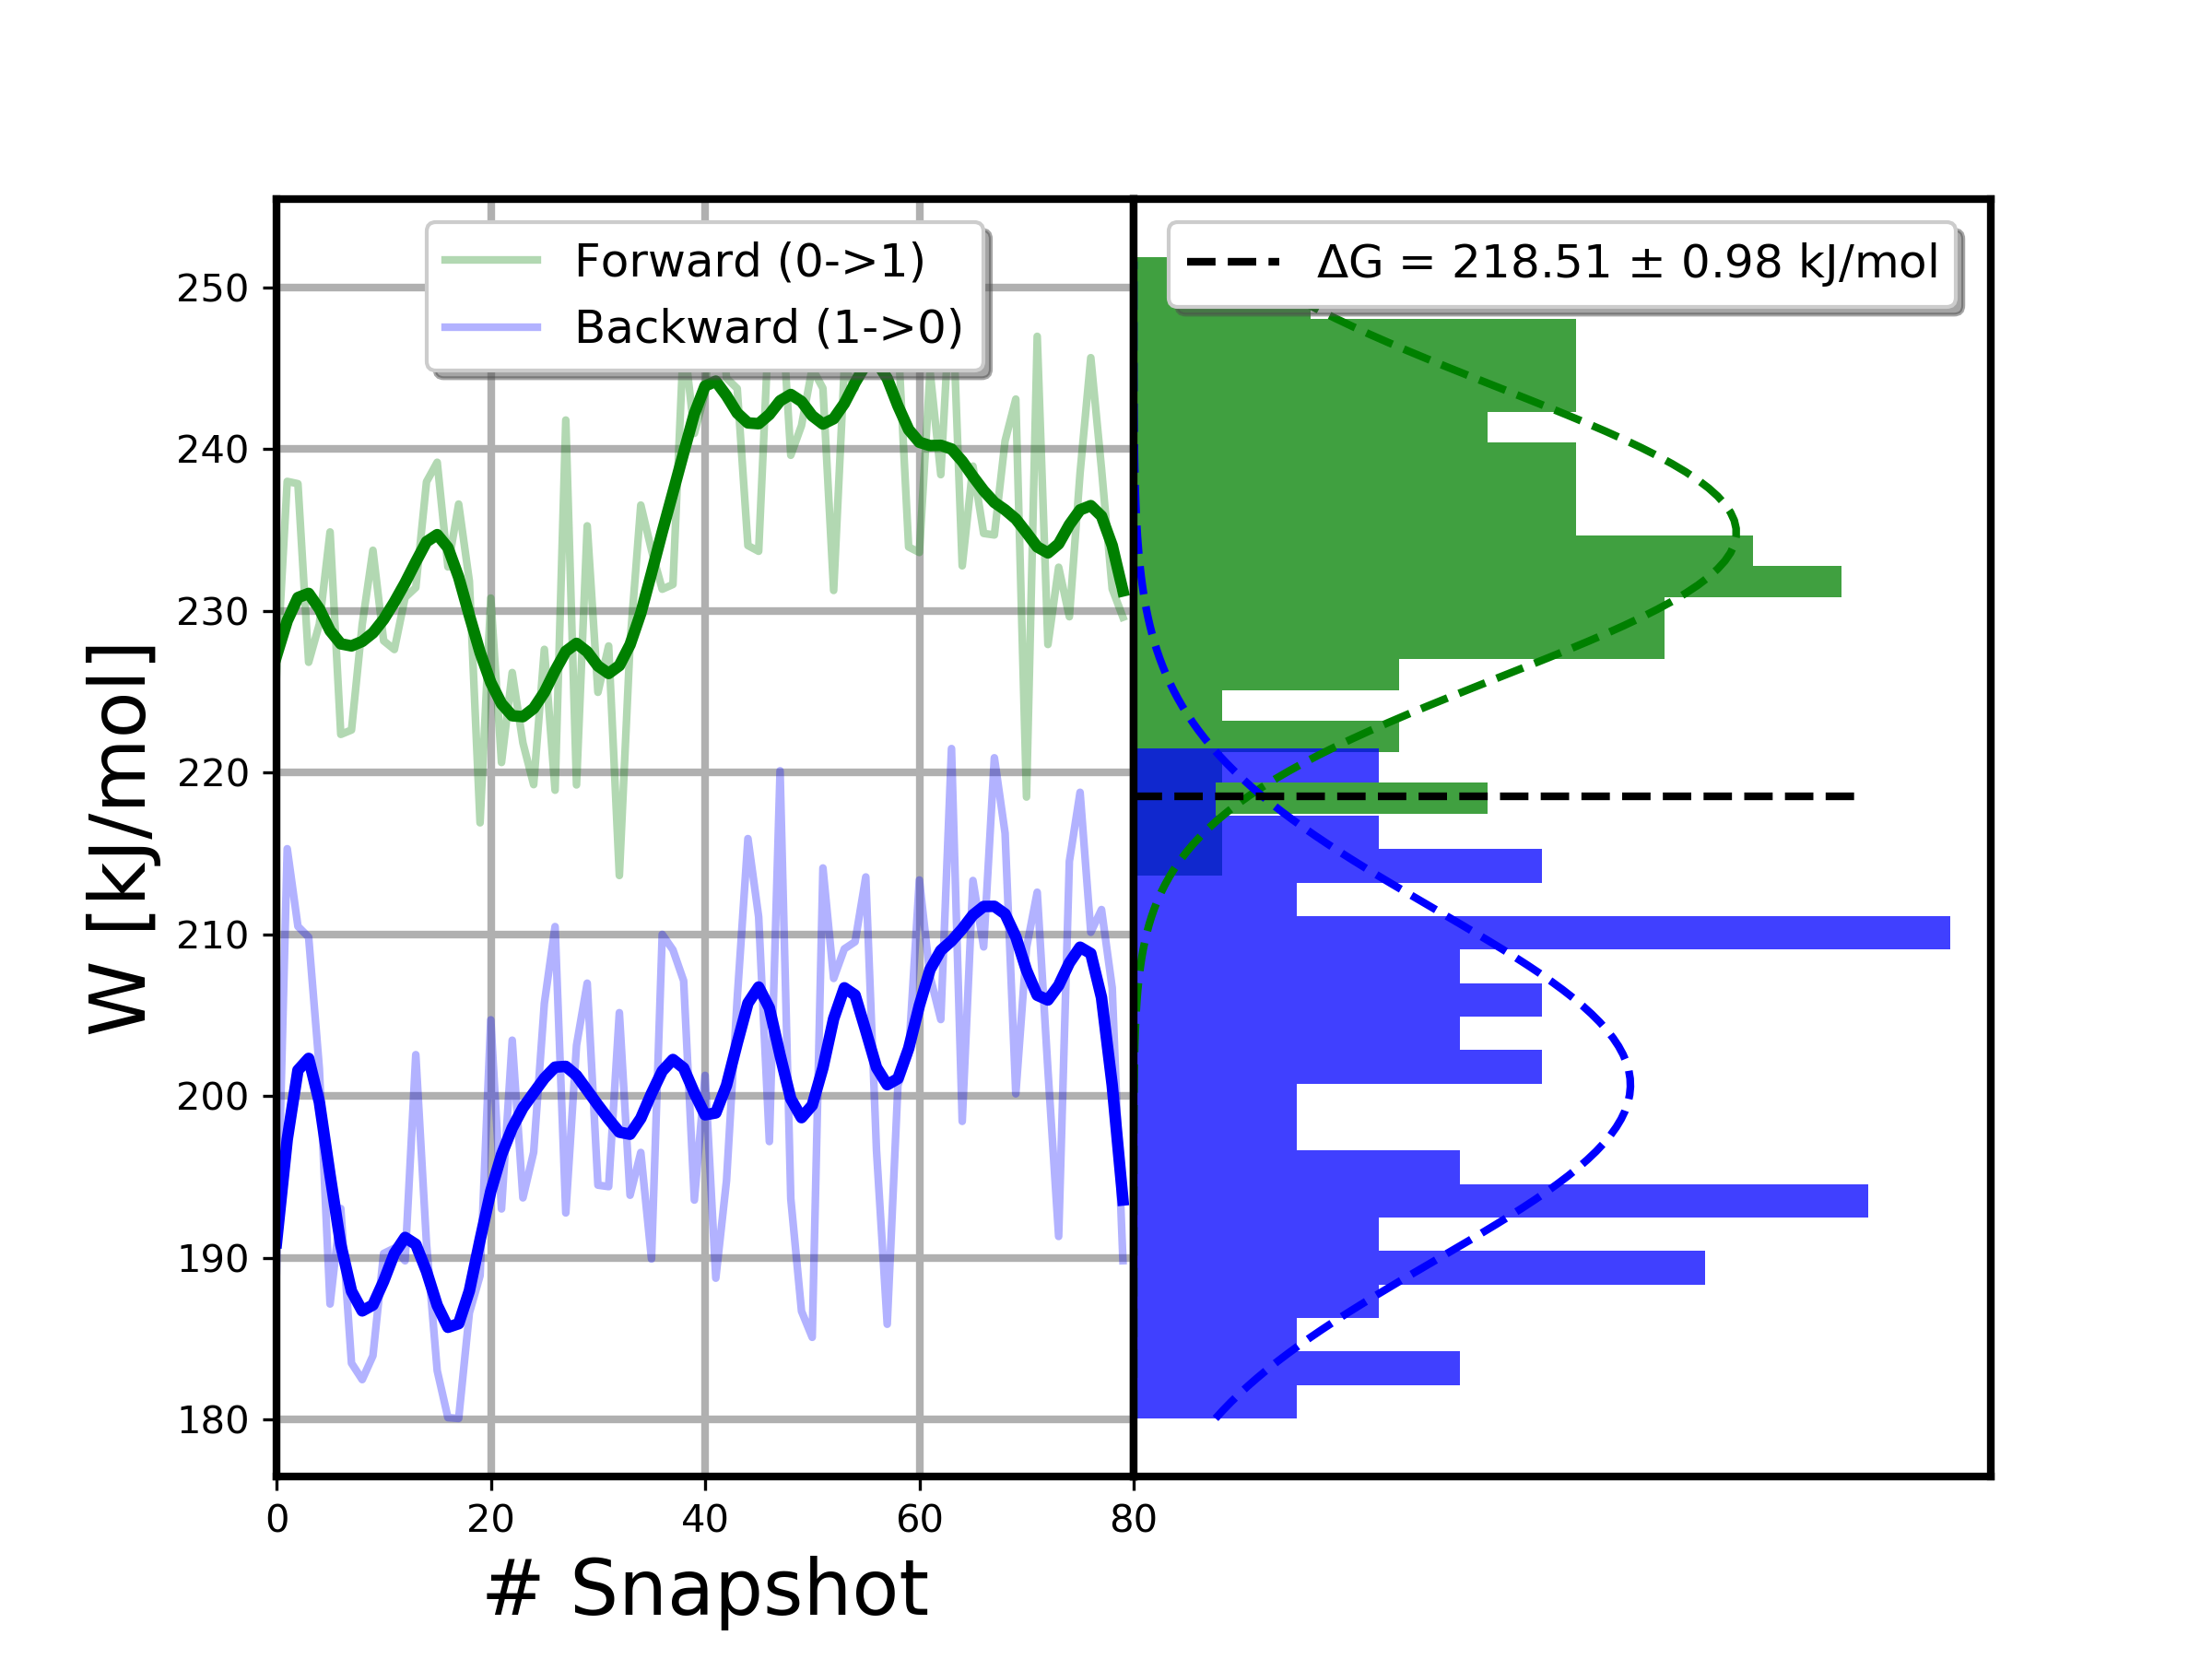 Forward (0->1)
Backward (1->0)
ΔG = 218.51 ± 0.98 kJ/mol
250
240
230
220
210
200
190
180
W [kJ/mol]
0 20 40 60 80
# Snapshot